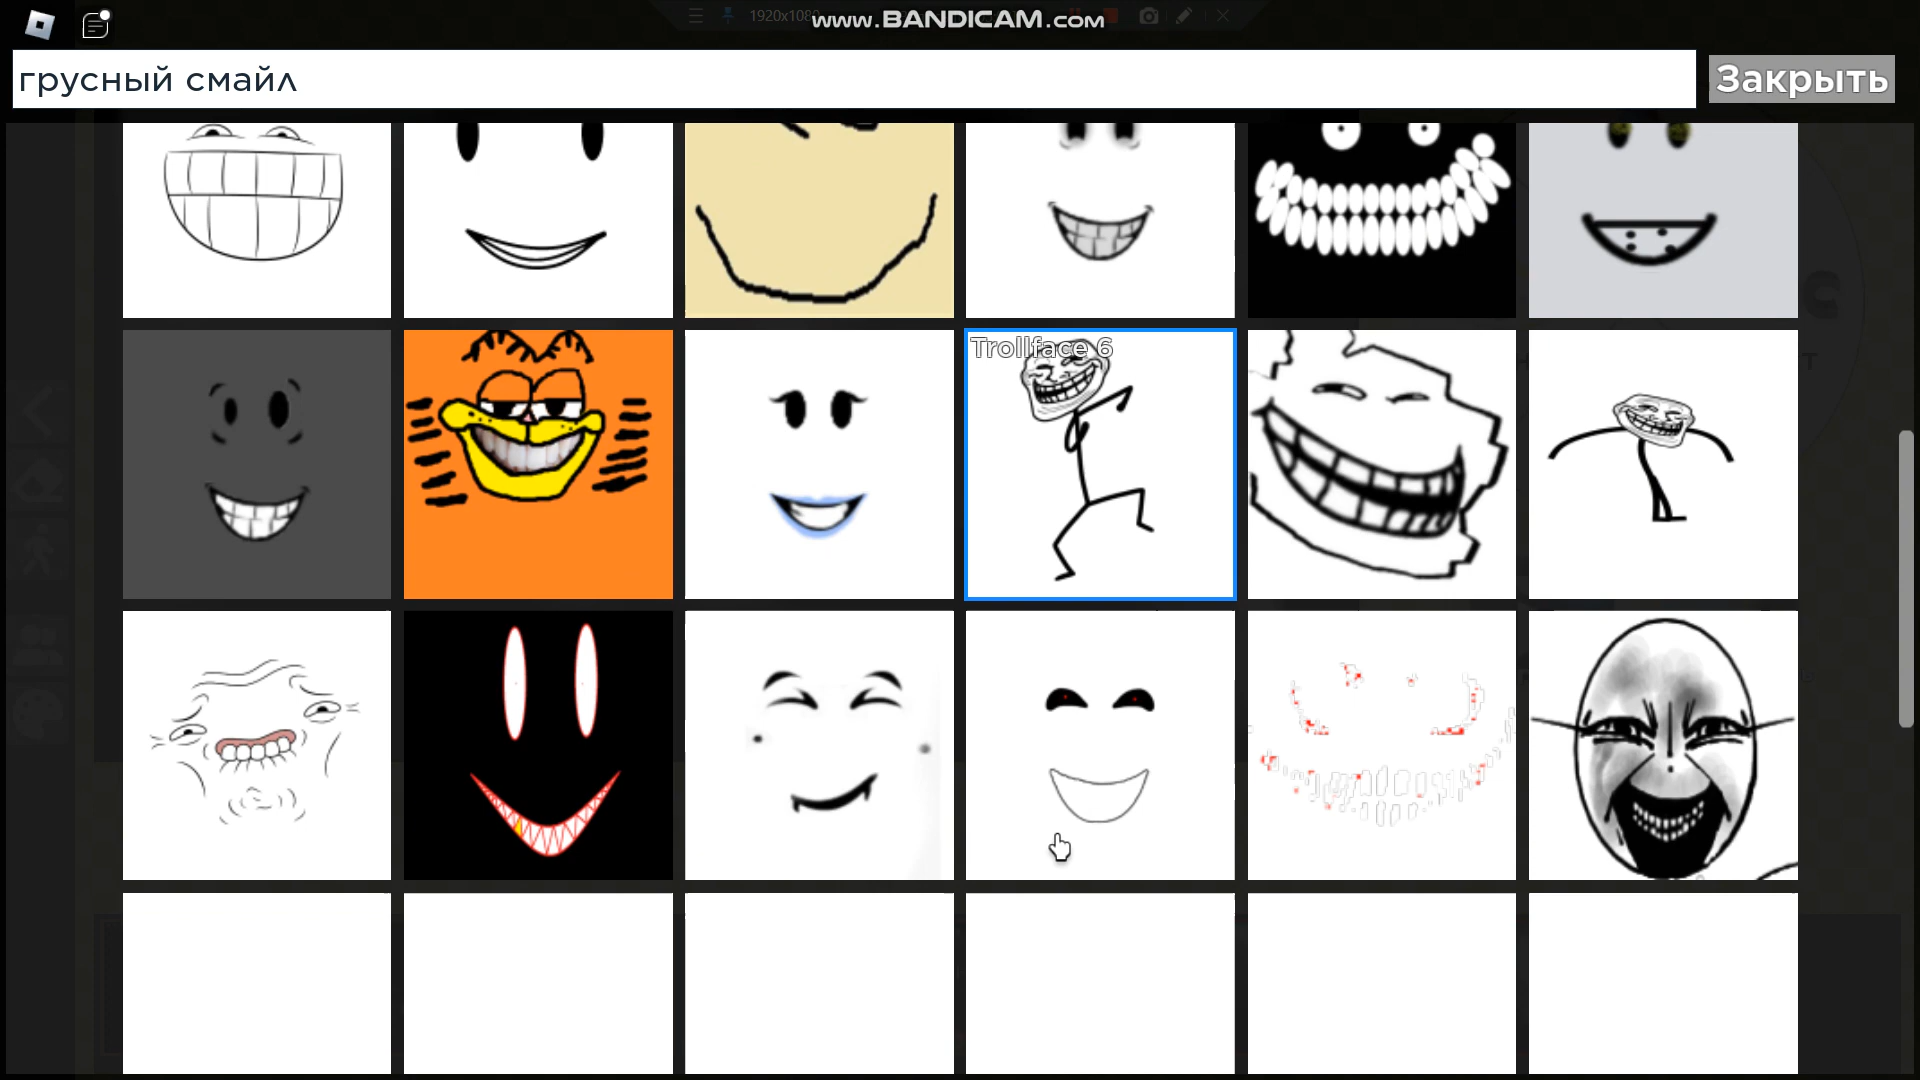 1920x1080
www.BANDICAM.com
грусный смайл
Закрыть
Trollface 6